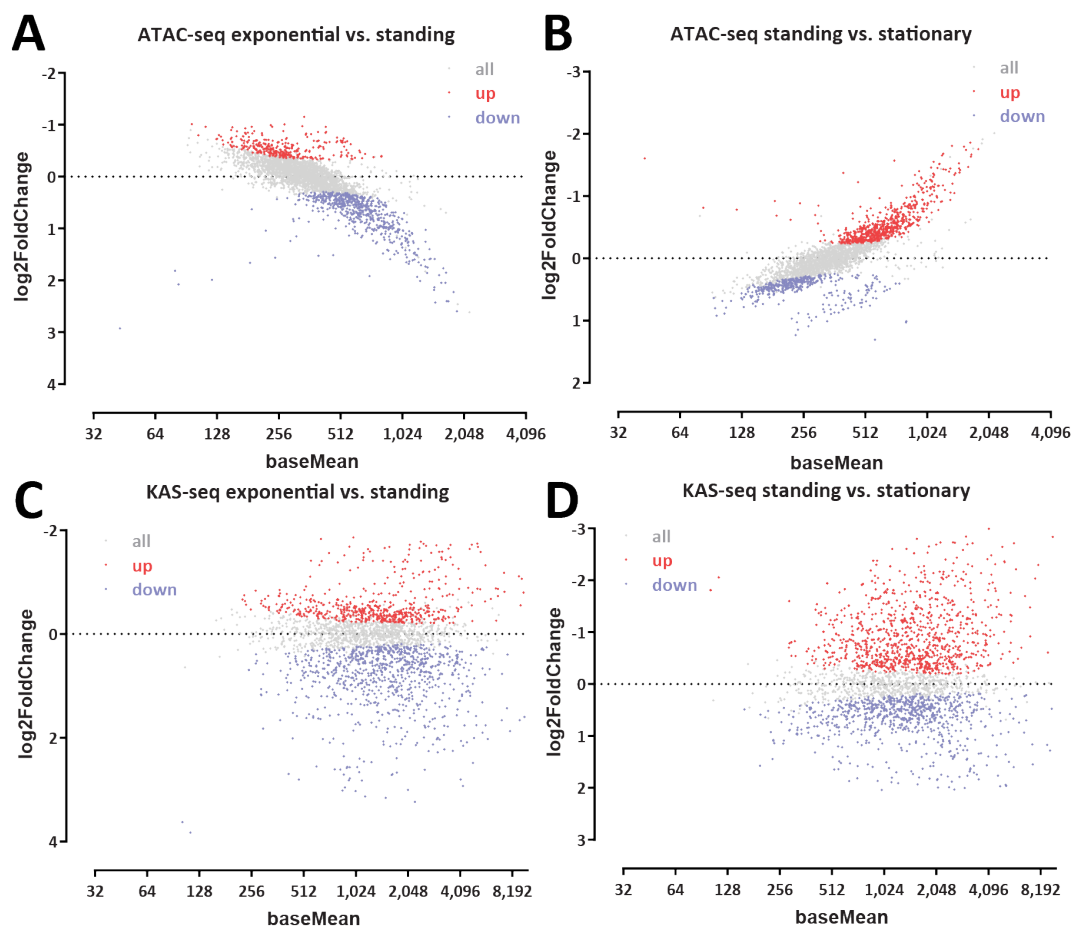 A
ATAC-seq exponential vs. standing
-2
-1
0
1
2
3
4
log2FoldChange
all
up
down
32 64 128 256 512 1,024 2,048 4,096
baseMean
B
ATAC-seq standing vs. stationary
-3
-2
-1
0
1
2
log2FoldChange
all
up
down
32 64 128 256 512 1,024 2,048 4,096
baseMean
C
KAS-seq exponential vs. standing
-2
0
2
4
log2FoldChange
all
up
down
32 64 128 256 512 1,024 2,048 4,096 8,192
baseMean
D
KAS-seq standing vs. stationary
-3
-2
-1
0
1
2
3
log2FoldChange
all
up
down
32 64 128 256 512 1,024 2,048 4,096 8,192
baseMean